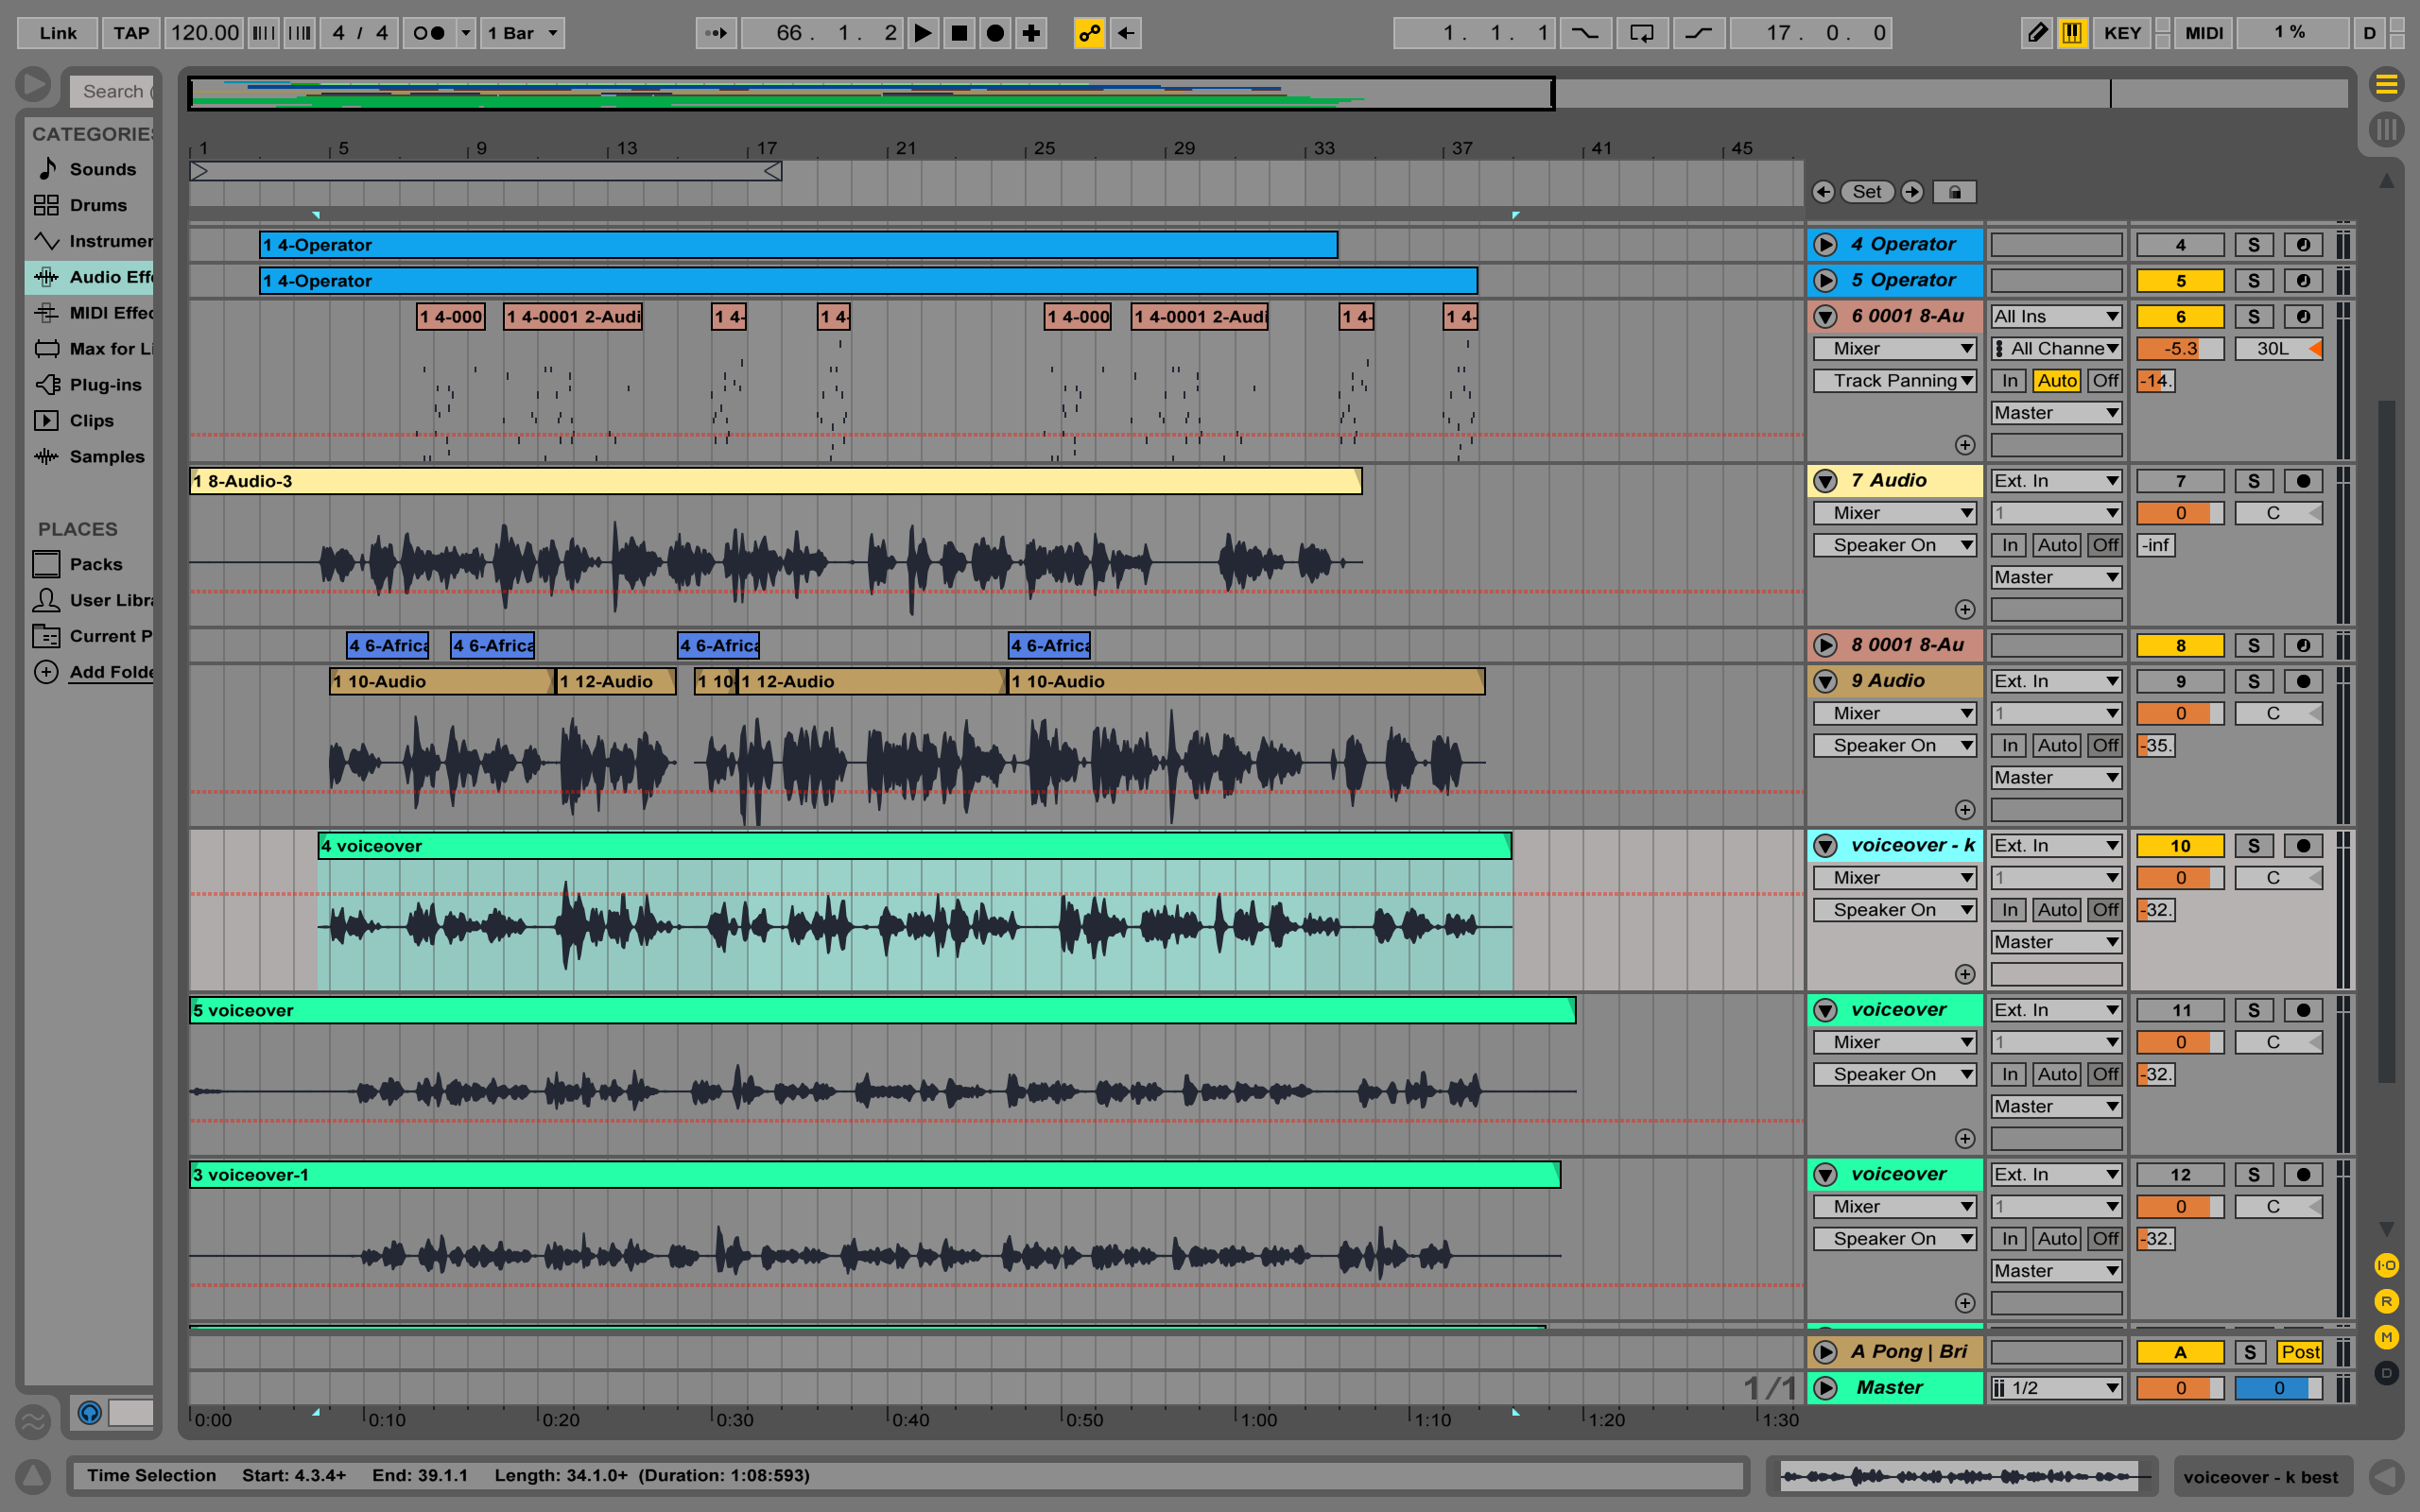 Link TAP 120.00 4 / 4 1 Bar 66. 1. 2 1. 1. 1 17. 0. 0 KEY MIDI 1 % D
Search (
CATEGORIES
Sounds
Drums
Instrumen
Audio Effe
MIDI Effec
Max for Li
Plug-ins
Clips
Samples
PLACES
Packs
User Libra
Current P
Add Folde
1 5 9 13 17 21 25 29 33 37 41 45
Set
1 4-Operator 4 Operator 4 S
1 4-Operator 5 Operator 5 S
1 4-000 1 4-0001 2-Audi 1 4- 1 4- 1 4-000 1 4-0001 2-Audi 1 4- 1 4- 6 0001 8-Au All Ins 6 S
Mixer All Channe -5.3 30L
Track Panning In Auto Off -14.
Master
1 8-Audio-3 7 Audio Ext. In 7 S
Mixer 1 0 C
Speaker On In Auto Off -inf
Master
4 6-Africa 4 6-Africa 4 6-Africa 4 6-Africa 8 0001 8-Au 8 S
1 10-Audio 1 12-Audio 1 10- 1 12-Audio 1 10-Audio 9 Audio Ext. In 9 S
Mixer 1 0 C
Speaker On In Auto Off -35.
Master
4 voiceover voiceover - k Ext. In 10 S
Mixer 1 0 C
Speaker On In Auto Off -32.
Master
5 voiceover voiceover Ext. In 11 S
Mixer 1 0 C
Speaker On In Auto Off -32.
Master
3 voiceover-1 voiceover Ext. In 12 S
Mixer 1 0 C
Speaker On In Auto Off -32.
Master
I·O
R
M
D
A Pong | Bri A S Post
1/1 Master 1/2 0 0
0:00 0:10 0:20 0:30 0:40 0:50 1:00 1:10 1:20 1:30
Time Selection Start: 4.3.4+ End: 39.1.1 Length: 34.1.0+ (Duration: 1:08:593)
voiceover - k best